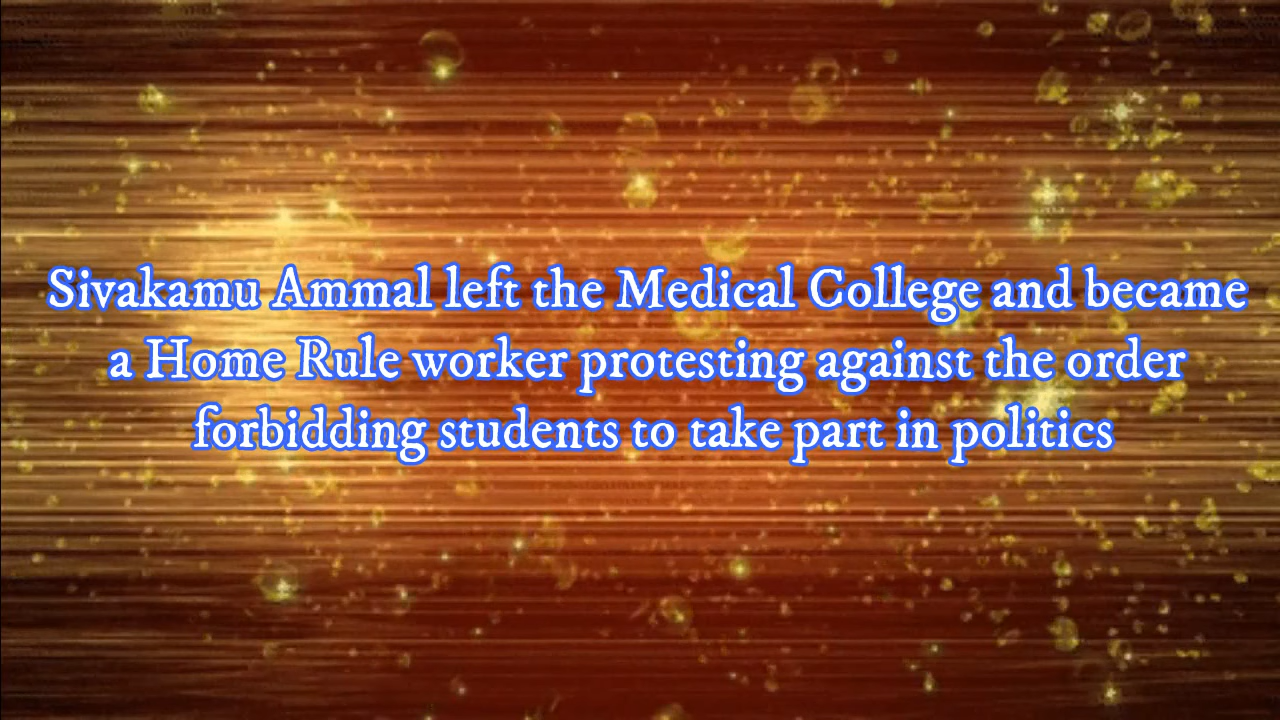 Sivakamu Ammal left the Medical College and became
a Home Rule worker protesting against the order
forbidding students to take part in politics